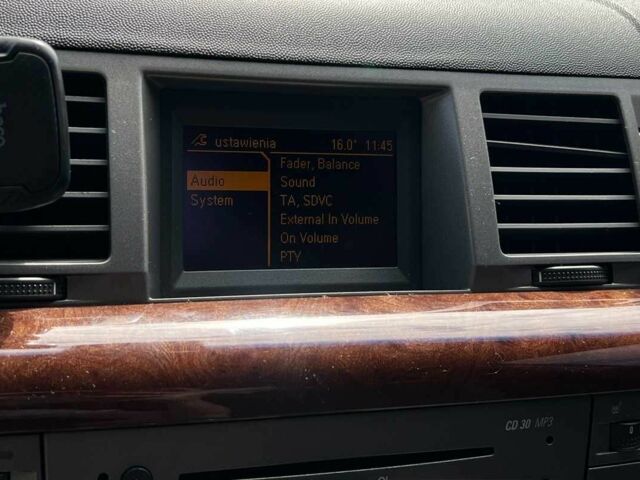 ustawienia 16.0° 11:45
Audio
System
Fader, Balance
Sound
TA, SDVC
External In Volume
On Volume
PTY
CD 30 MP3